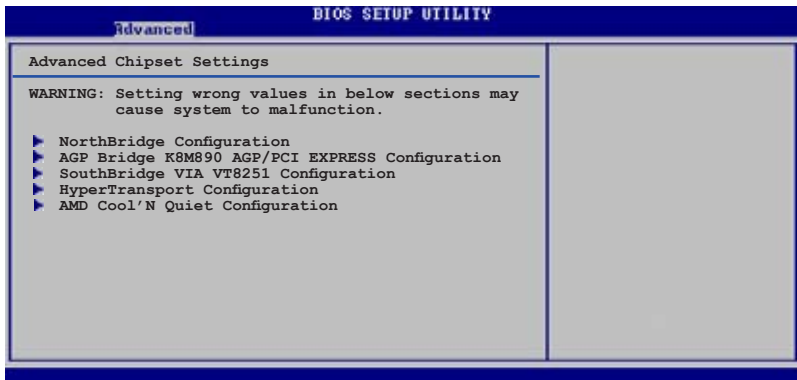 BIOS SETUP UTILITY
Advanced
Advanced Chipset Settings
WARNING: Setting wrong values in below sections may
cause system to malfunction.
NorthBridge Configuration
AGP Bridge K8M890 AGP/PCI EXPRESS Configuration
SouthBridge VIA VT8251 Configuration
HyperTransport Configuration
AMD Cool'N Quiet Configuration